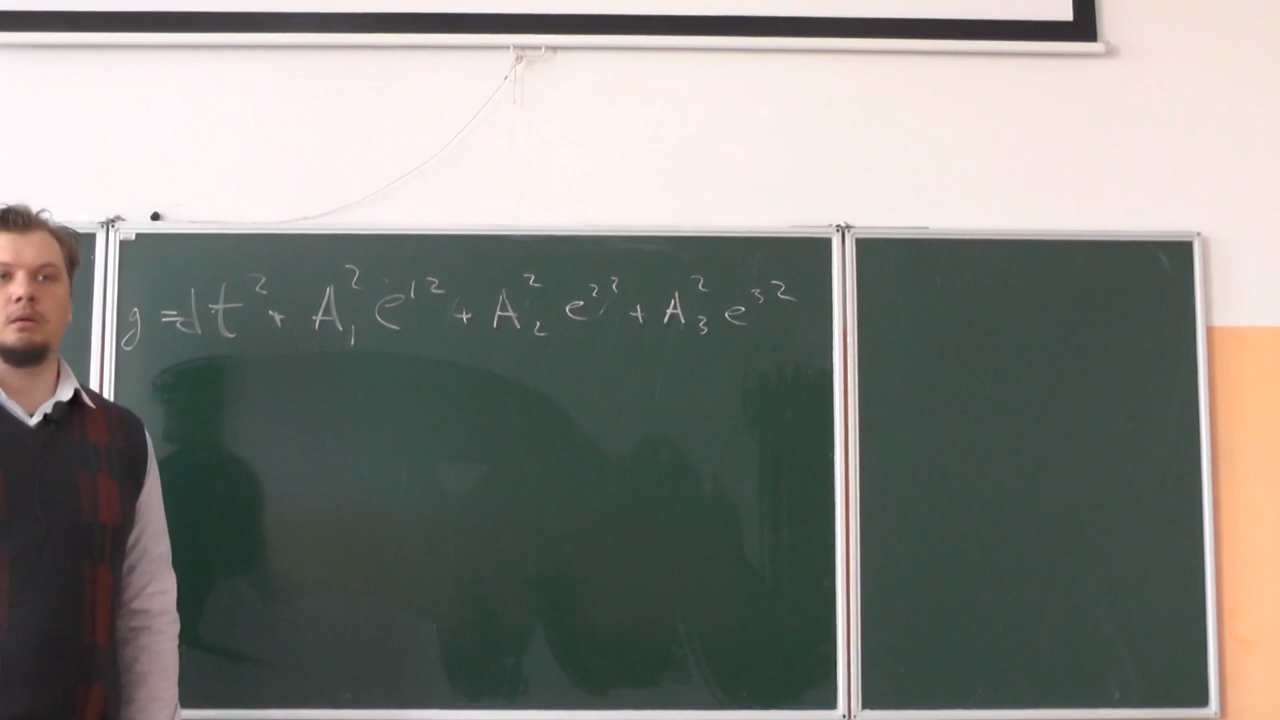 g = dt² + A₁² e¹² + A₂² e²² + A₃² e³²